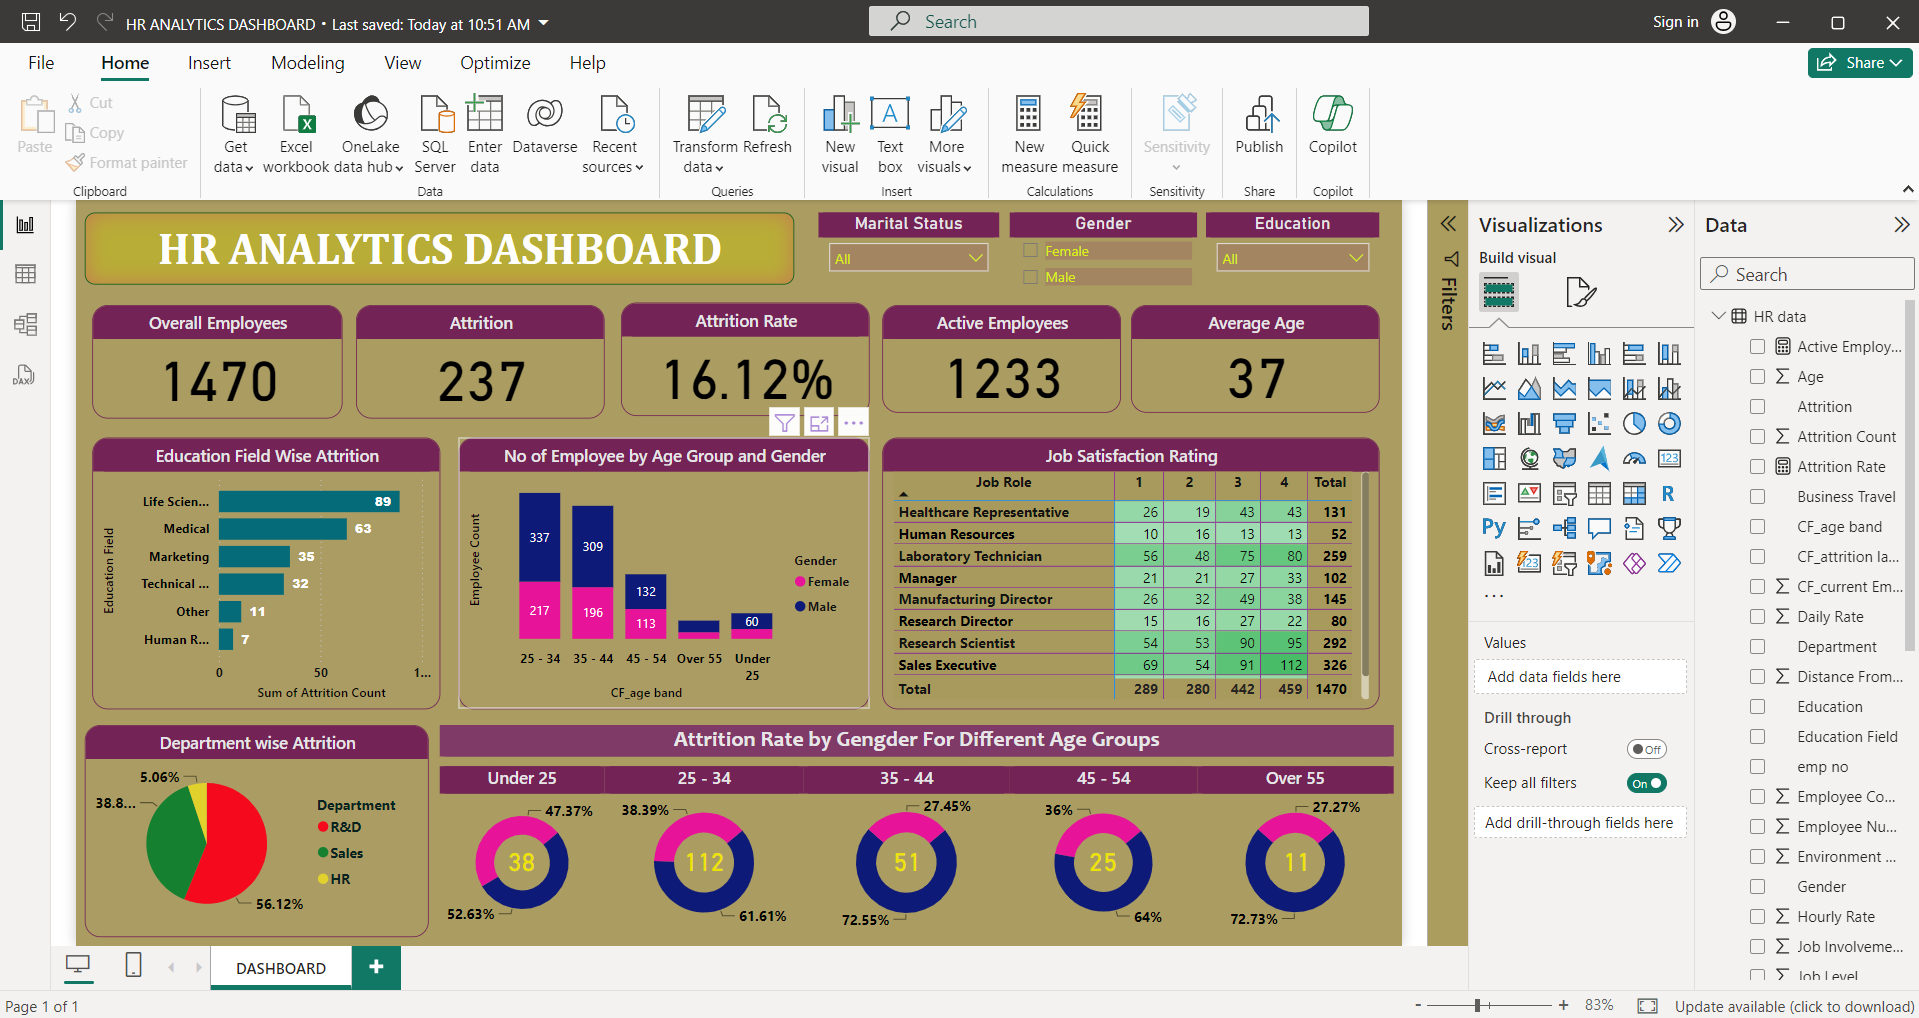 HR ANALYTICS DASHBOARD • Last saved: Today at 10:51 AM
Search
Sign in
File Home Insert Modeling View Optimize Help
Share
Paste
Cut
Copy
Format painter
Clipboard
Get data
Excel workbook
OneLake data hub
SQL Server
Enter data
Dataverse
Recent sources
Data
Transform data
Refresh
Queries
New visual
Text box
More visuals
Insert
New measure
Quick measure
Calculations
Sensitivity
Sensitivity
Publish
Share
Copilot
Copilot
DAX
HR ANALYTICS DASHBOARD
Marital Status
All
Gender
Female
Male
Education
All
Overall Employees
1470
Attrition
237
Attrition Rate
16.12%
Active Employees
1233
Average Age
37
Education Field Wise Attrition
Education Field
Life Scien... 89
Medical 63
Marketing 35
Technical ... 32
Other 11
Human R... 7
0 50 1...
Sum of Attrition Count
No of Employee by Age Group and Gender
Employee Count
337 309 132 60
217 196 113
25 - 34 35 - 44 45 - 54 Over 55 Under 25
CF_age band
Gender
Female
Male
Job Satisfaction Rating
Job Role 1 2 3 4 Total
Healthcare Representative 26 19 43 43 131
Human Resources 10 16 13 13 52
Laboratory Technician 56 48 75 80 259
Manager 21 21 27 33 102
Manufacturing Director 26 32 49 38 145
Research Director 15 16 27 22 80
Research Scientist 54 53 90 95 292
Sales Executive 69 54 91 112 326
Total 289 280 442 459 1470
Department wise Attrition
5.06%
38.8...
56.12%
Department
R&D
Sales
HR
Attrition Rate by Gengder For Different Age Groups
Under 25 25 - 34 35 - 44 45 - 54 Over 55
47.37% 38.39% 27.45% 36% 27.27%
38 112 51 25 11
52.63% 61.61% 72.55% 64% 72.73%
Filters
Visualizations
Build visual
123
R
Py
123
...
Values
Add data fields here
Drill through
Cross-report Off
Keep all filters On
Add drill-through fields here
Data
Search
HR data
Active Employ...
Age
Attrition
Attrition Count
Attrition Rate
Business Travel
CF_age band
CF_attrition la...
CF_current Em...
Daily Rate
Department
Distance From...
Education
Education Field
emp no
Employee Co...
Employee Nu...
Environment ...
Gender
Hourly Rate
Job Involveme...
Job Level
DASHBOARD
Page 1 of 1
- + 83%
Update available (click to download)